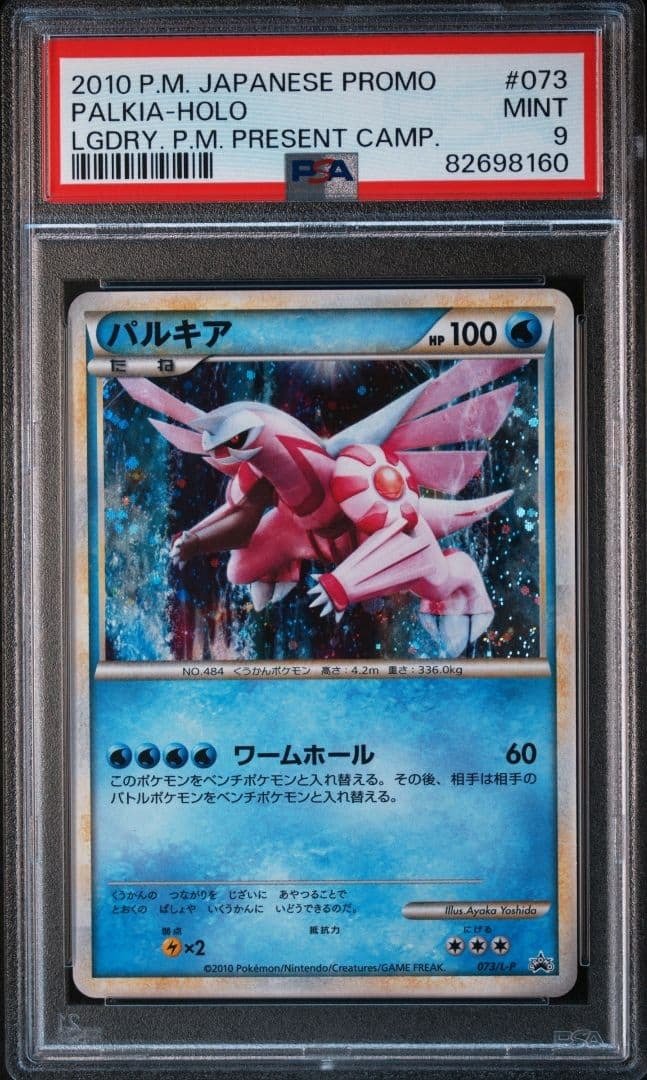 2010 P.M. JAPANESE PROMO #073
PALKIA-HOLO MINT
LGDRY. P.M. PRESENT CAMP. 9
PSA 82698160
パルキア HP 100
たね
NO.484 くうかんポケモン 高さ:4.2m 重さ:336.0kg
ワームホール 60
このポケモンをベンチポケモンと入れ替える。その後、相手は相手の
バトルポケモンをベンチポケモンと入れ替える。
くうかんの つながりを じざいに あやつることで
とおくの ばしょや いくうかんに いどうできるのだ。
Illus.Ayaka Yoshida
弱点 抵抗力 にげる
×2
©2010 Pokémon/Nintendo/Creatures/GAME FREAK. 073/L-P
PSA